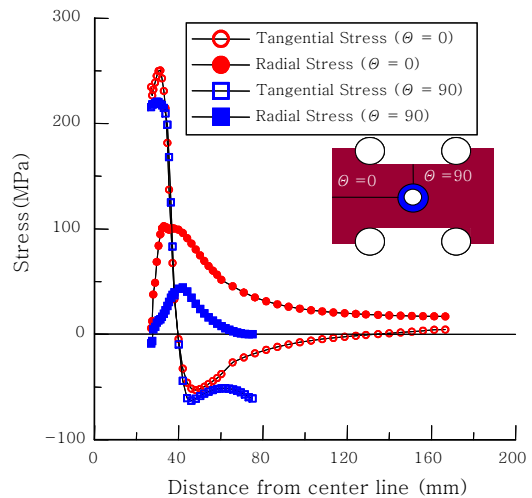 Tangential Stress (Θ = 0)
Radial Stress (Θ = 0)
Tangential Stress (Θ = 90)
Radial Stress (Θ = 90)
Θ =0
Θ =90
Stress (MPa)
300
200
100
0
-100
0
40
80
120
160
200
Distance from center line (mm)